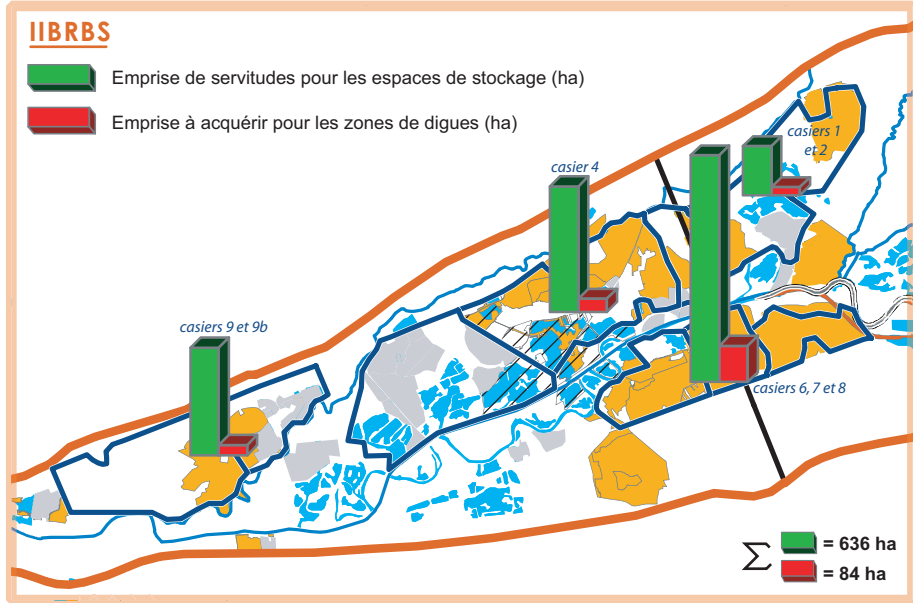 IIBRBS
Emprise de servitudes pour les espaces de stockage (ha)
Emprise à acquérir pour les zones de digues (ha)
casiers 1
et 2
casier 4
casiers 9 et 9b
casiers 6, 7 et 8
∑ = 636 ha
= 84 ha